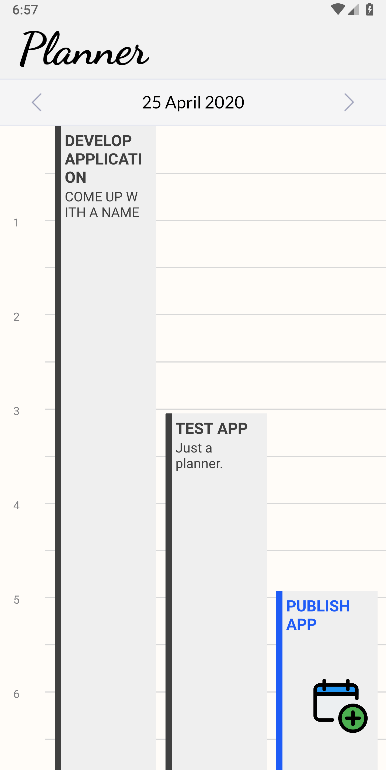 6:57
Planner
25 April 2020
DEVELOP
APPLICATI
ON
COME UP W
ITH A NAME
1
2
3
TEST APP
Just a
planner.
4
5
PUBLISH
APP
6